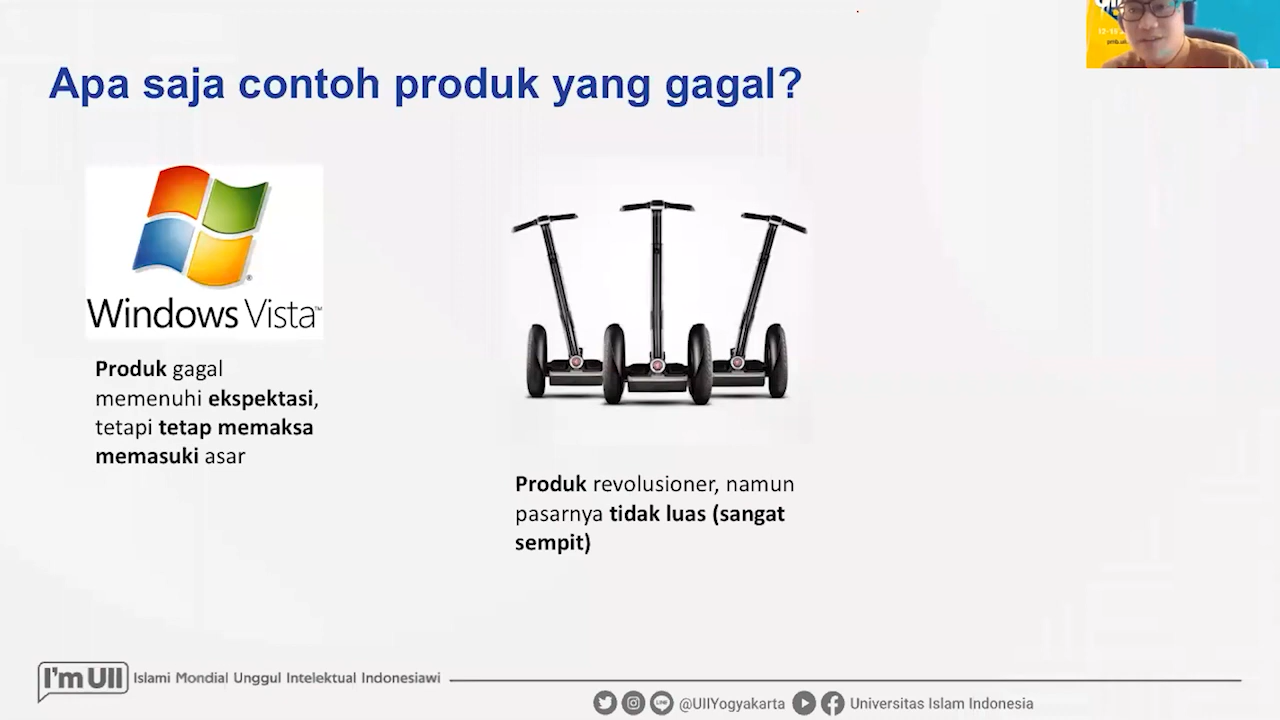 Apa saja contoh produk yang gagal?
Windows Vista™
Produk gagal
memenuhi ekspektasi,
tetapi tetap memaksa
memasuki asar
Produk revolusioner, namun
pasarnya tidak luas (sangat
sempit)
I'm UII Islami Mondial Unggul Intelektual Indonesiawi
@UIIYogyakarta Universitas Islam Indonesia